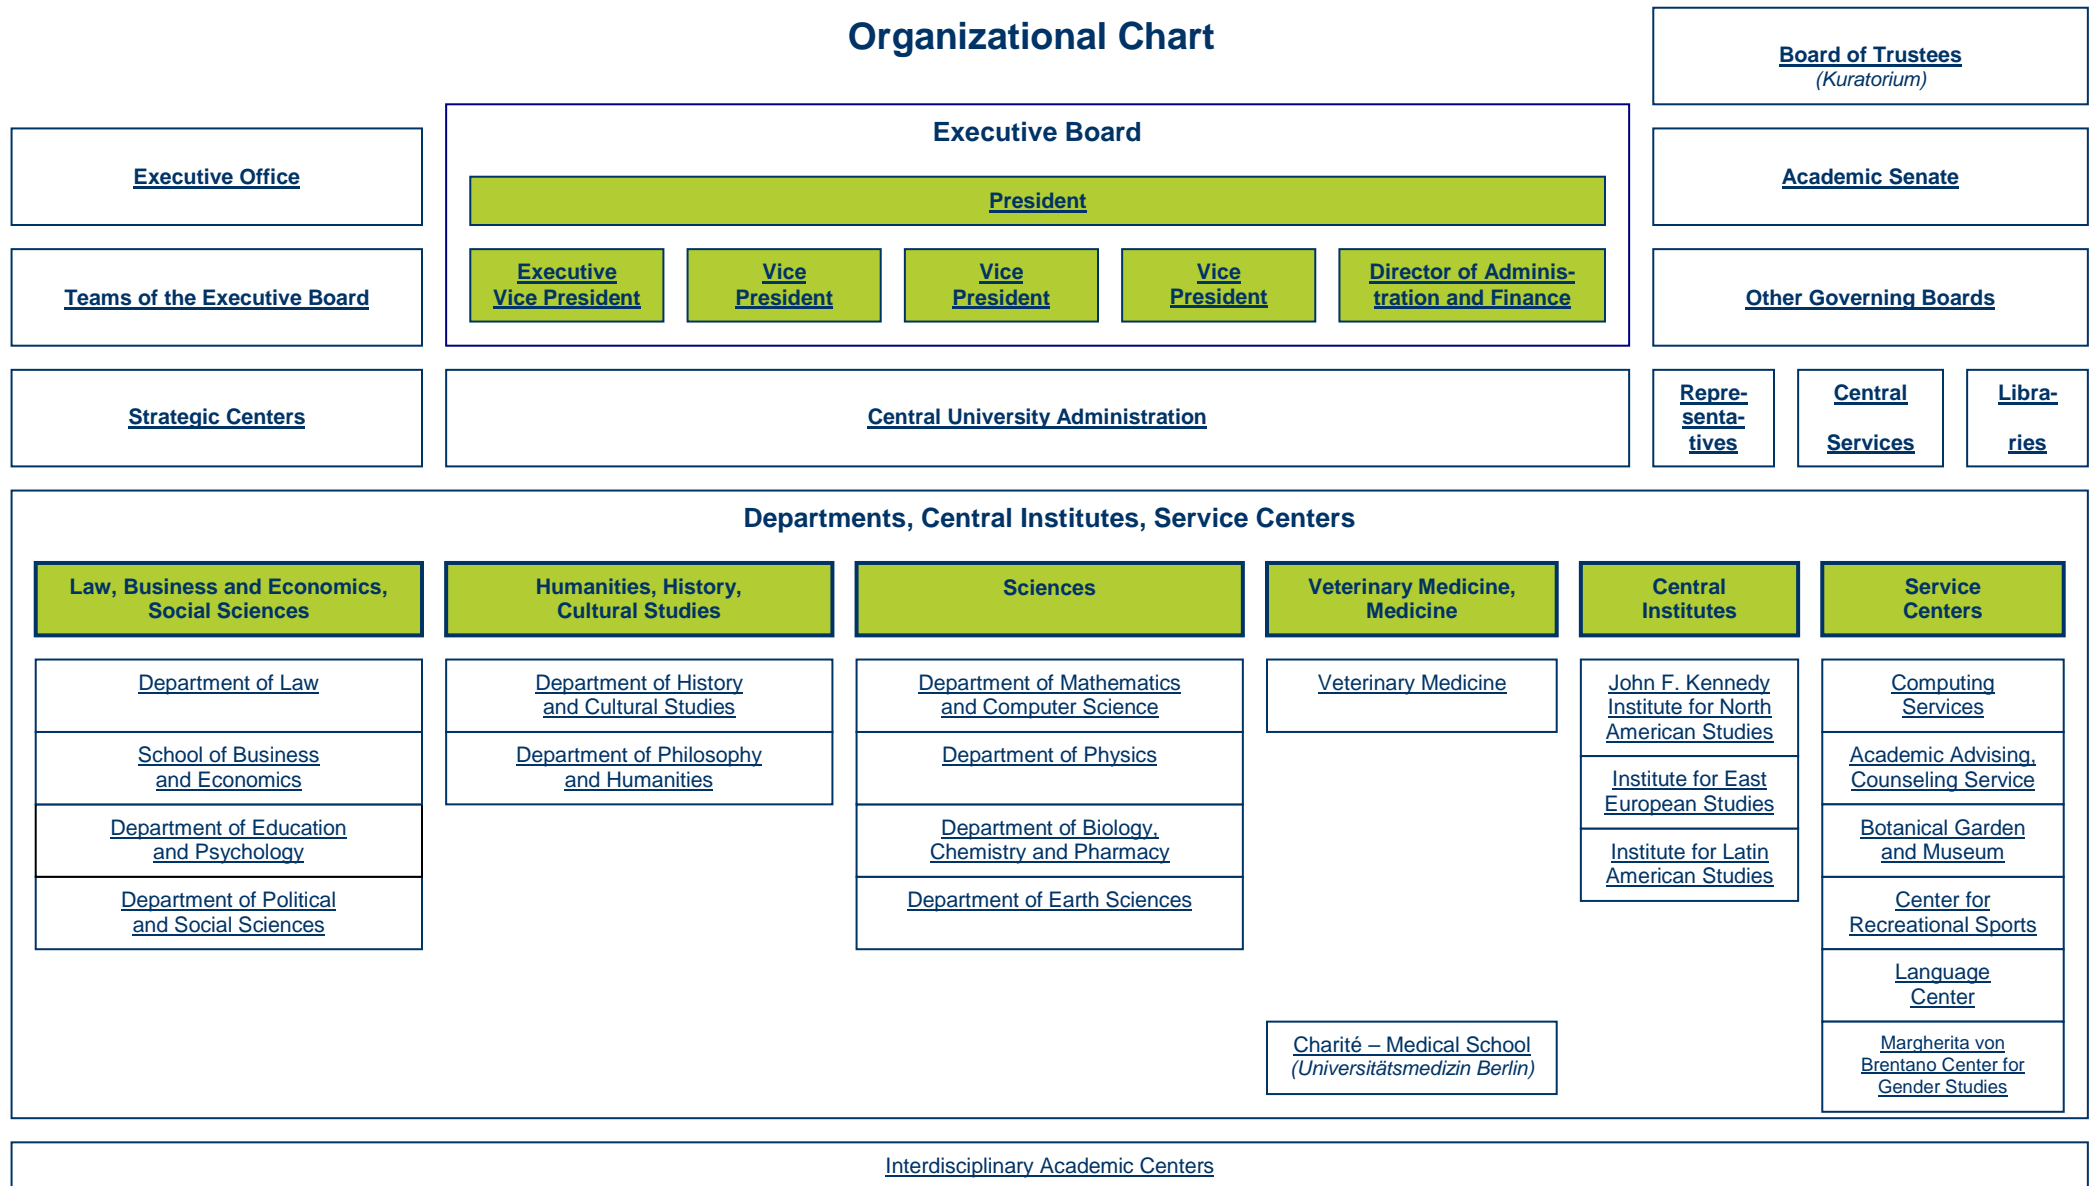 Organizational Chart
Board of Trustees
(Kuratorium)
Executive Board
Executive Office
President
Academic Senate
Teams of the Executive Board
Executive
Vice President
Vice
President
Vice
President
Vice
President
Director of Adminis-
tration and Finance
Other Governing Boards
Strategic Centers
Central University Administration
Repre-
senta-
tives
Central
Services
Libra-
ries
Departments, Central Institutes, Service Centers
Law, Business and Economics,
Social Sciences
Department of Law
School of Business
and Economics
Department of Education
and Psychology
Department of Political
and Social Sciences
Humanities, History,
Cultural Studies
Department of History
and Cultural Studies
Department of Philosophy
and Humanities
Sciences
Department of Mathematics
and Computer Science
Department of Physics
Department of Biology,
Chemistry and Pharmacy
Department of Earth Sciences
Veterinary Medicine,
Medicine
Veterinary Medicine
Charité – Medical School
(Universitätsmedizin Berlin)
Central
Institutes
John F. Kennedy
Institute for North
American Studies
Institute for East
European Studies
Institute for Latin
American Studies
Service
Centers
Computing
Services
Academic Advising,
Counseling Service
Botanical Garden
and Museum
Center for
Recreational Sports
Language
Center
Margherita von
Brentano Center for
Gender Studies
Interdisciplinary Academic Centers